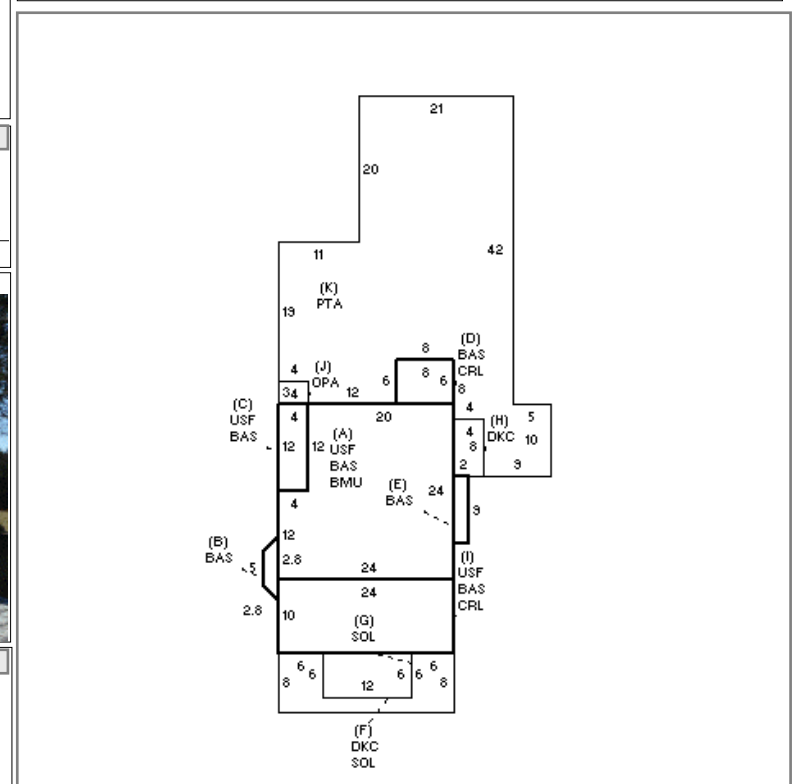 21
20
42
11
(K)
PTA
19
8
(D)
BAS
CRL
4
(J)
OPA
6
8
6
8
34
12
(C)
USF
BAS
4
20
4
5
(H)
DKC
10
(A)
USF
BAS
BMU
12
12
4
8
2
9
(E)
BAS
24
4
9
12
(B)
BAS
2.8
5
24
(I)
USF
BAS
CRL
24
2.8
10
(G)
SOL
6
6
6
6
6
8
12
8
(F)
DKC
SOL